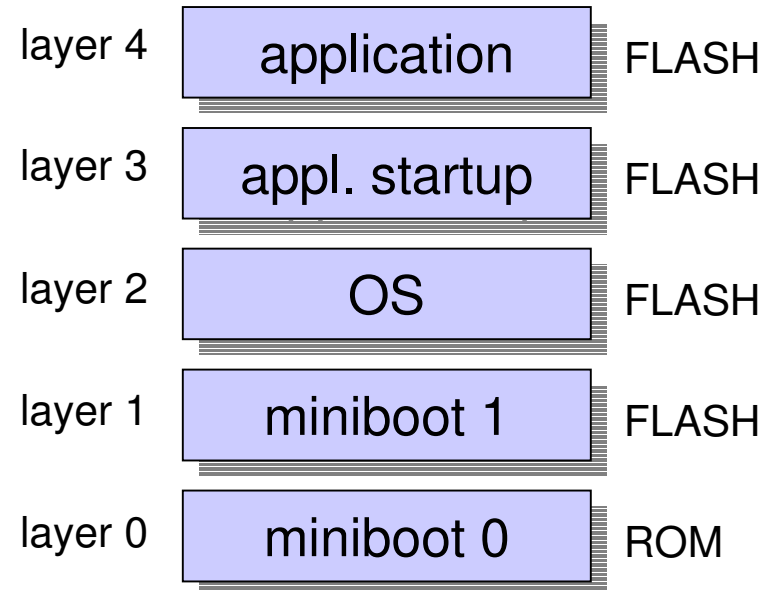 layer 4 application FLASH
layer 3 appl. startup FLASH
layer 2 OS FLASH
layer 1 miniboot 1 FLASH
layer 0 miniboot 0 ROM